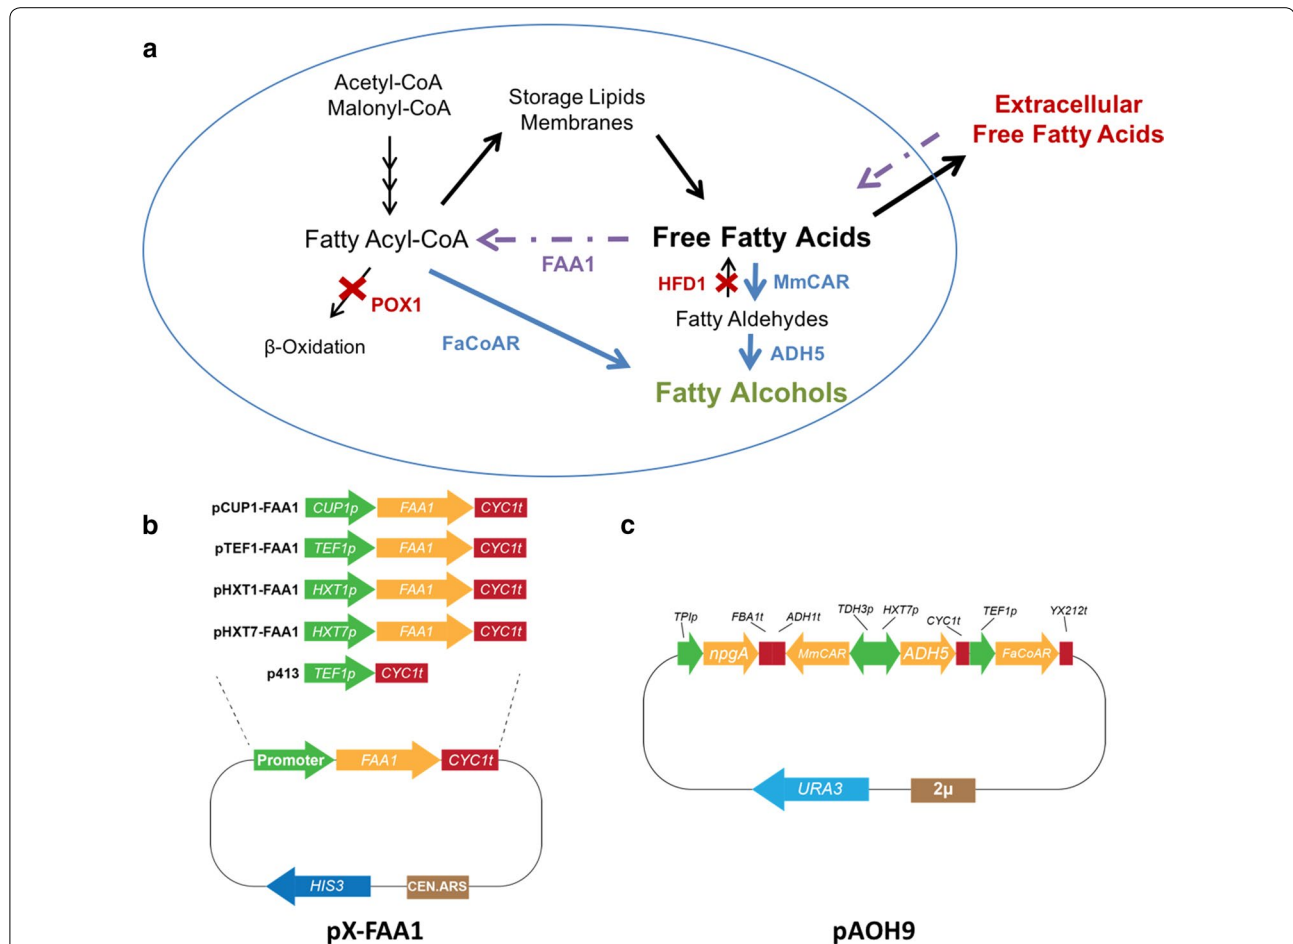 a
Acetyl-CoA
Malonyl-CoA
Storage Lipids
Membranes
Extracellular
Free Fatty Acids
Fatty Acyl-CoA
Free Fatty Acids
FAA1
HFD1
MmCAR
POX1
Fatty Aldehydes
β-Oxidation
FaCoAR
ADH5
Fatty Alcohols
b
pCUP1-FAA1 CUP1p FAA1 CYC1t
pTEF1-FAA1 TEF1p FAA1 CYC1t
pHXT1-FAA1 HXT1p FAA1 CYC1t
pHXT7-FAA1 HXT7p FAA1 CYC1t
p413 TEF1p CYC1t
Promoter FAA1 CYC1t
HIS3 CEN.ARS
pX-FAA1
c
TPIp FBA1t ADH1t TDH3p HXT7p CYC1t TEF1p YX212t
npgA MmCAR ADH5 FaCoAR
URA3 2μ
pAOH9